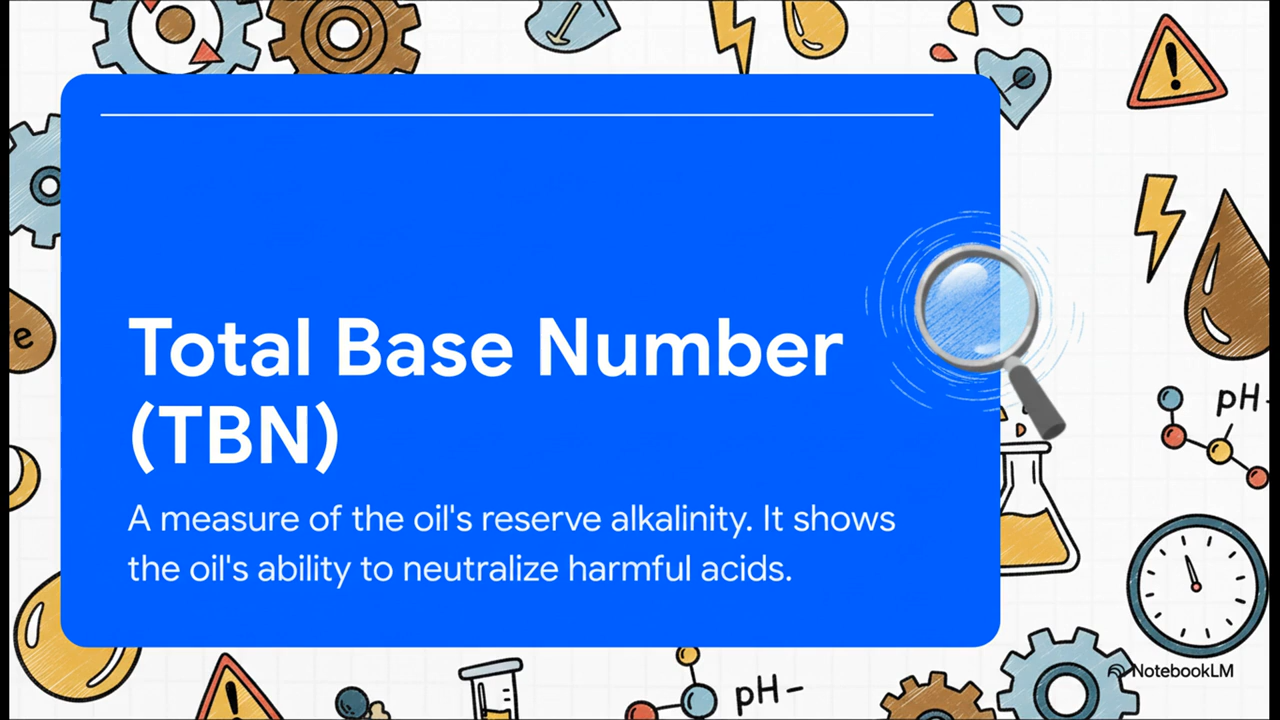 Total Base Number
(TBN)
A measure of the oil's reserve alkalinity. It shows
the oil's ability to neutralize harmful acids.
e
pH-
pH-
NotebookLM